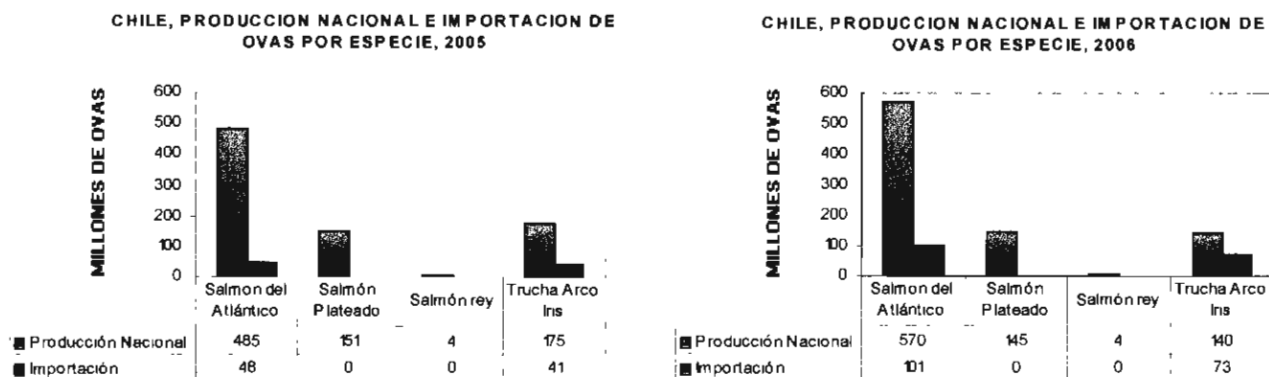 CHILE, PRODUCCION NACIONAL E IMPORTACION DE
OVAS POR ESPECIE, 2005
MILLONES DE OVAS
600
500
400
300
200
100
0
Salmon del Atlántico Salmón Plateado Salmón rey Trucha Arco Iris
Producción Nacional 485 151 4 175
Importación 48 0 0 41
CHILE, PRODUCCION NACIONAL E IMPORTACION DE
OVAS POR ESPECIE, 2006
MILLONES DE OVAS
600
500
400
300
200
100
0
Salmon del Atlántico Salmón Plateado Salmón rey Trucha Arco Iris
Producción Nacional 570 145 4 140
Importación 101 0 0 73